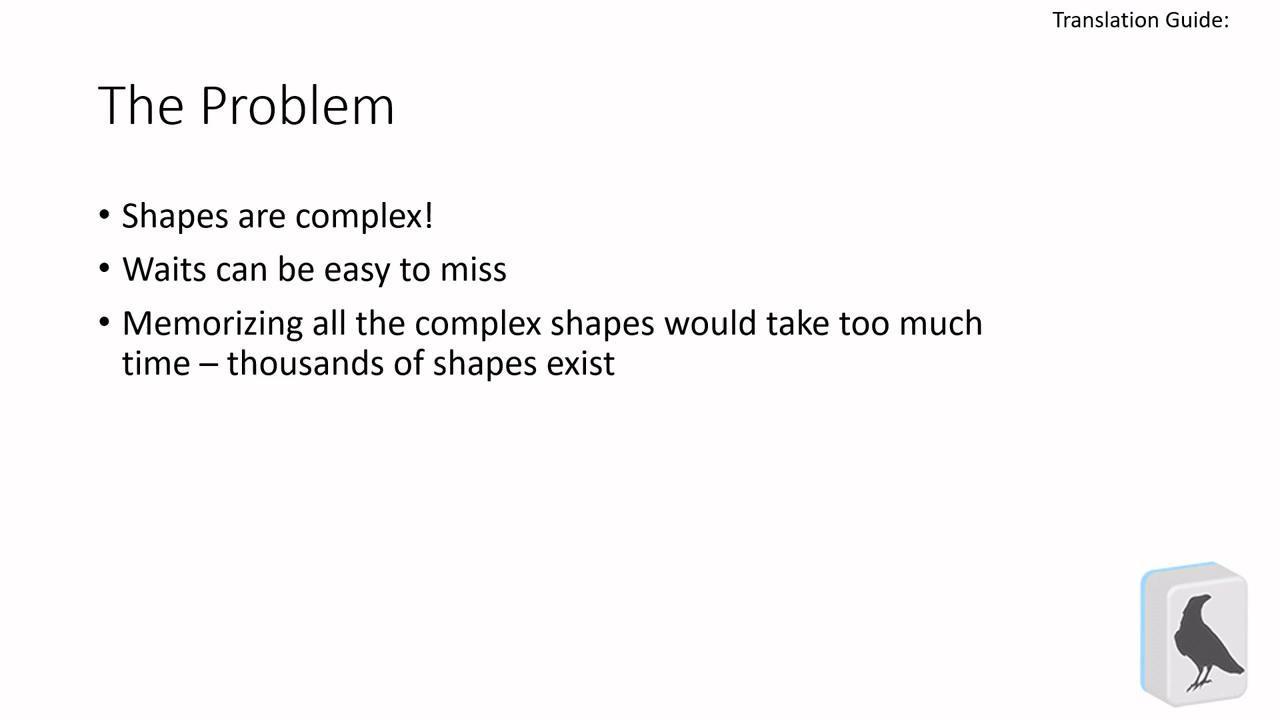 Translation Guide:
The Problem
• Shapes are complex!
• Waits can be easy to miss
• Memorizing all the complex shapes would take too much
time – thousands of shapes exist